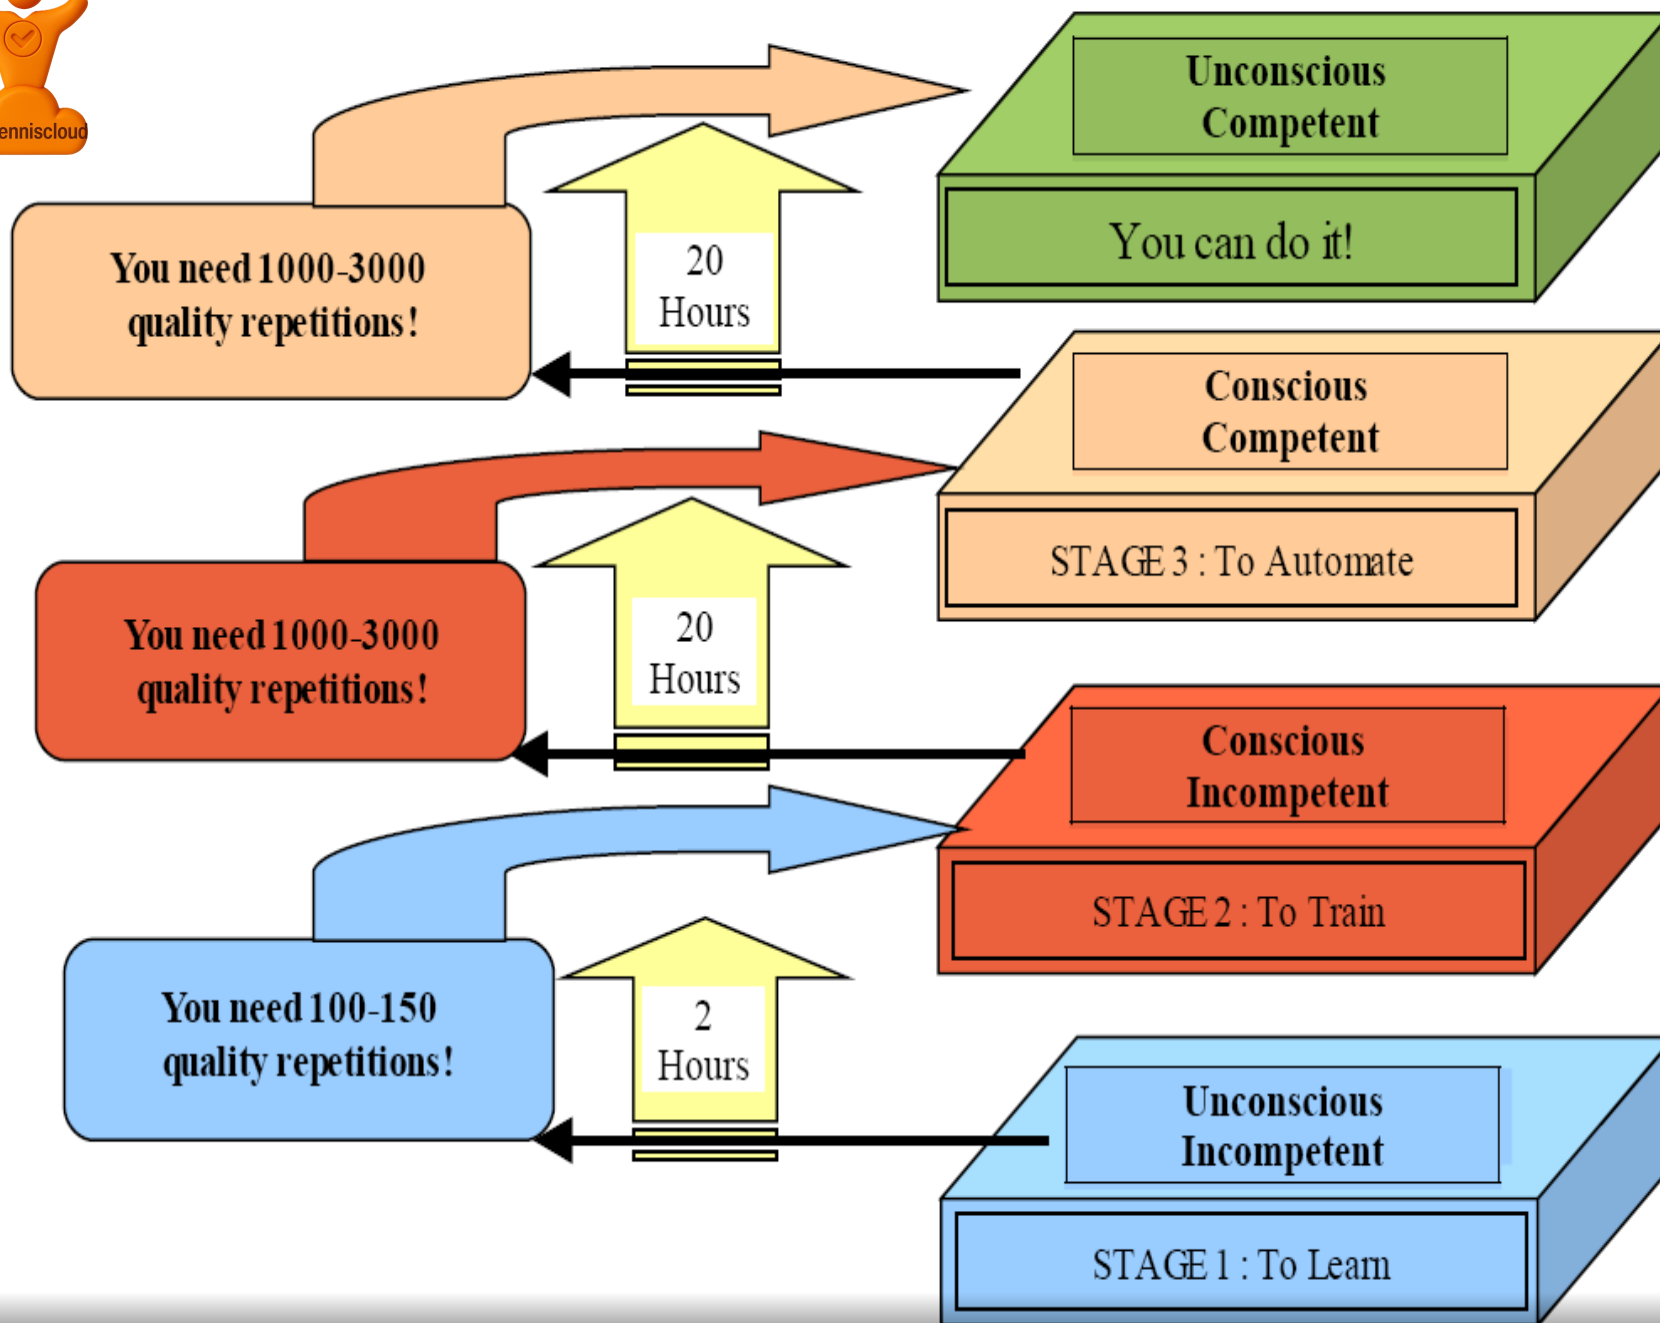 enniscloud
Unconscious
Competent
You can do it!
You need 1000-3000
quality repetitions!
20
Hours
Conscious
Competent
STAGE 3 : To Automate
You need 1000-3000
quality repetitions!
20
Hours
Conscious
Incompetent
STAGE 2 : To Train
You need 100-150
quality repetitions!
2
Hours
Unconscious
Incompetent
STAGE 1 : To Learn